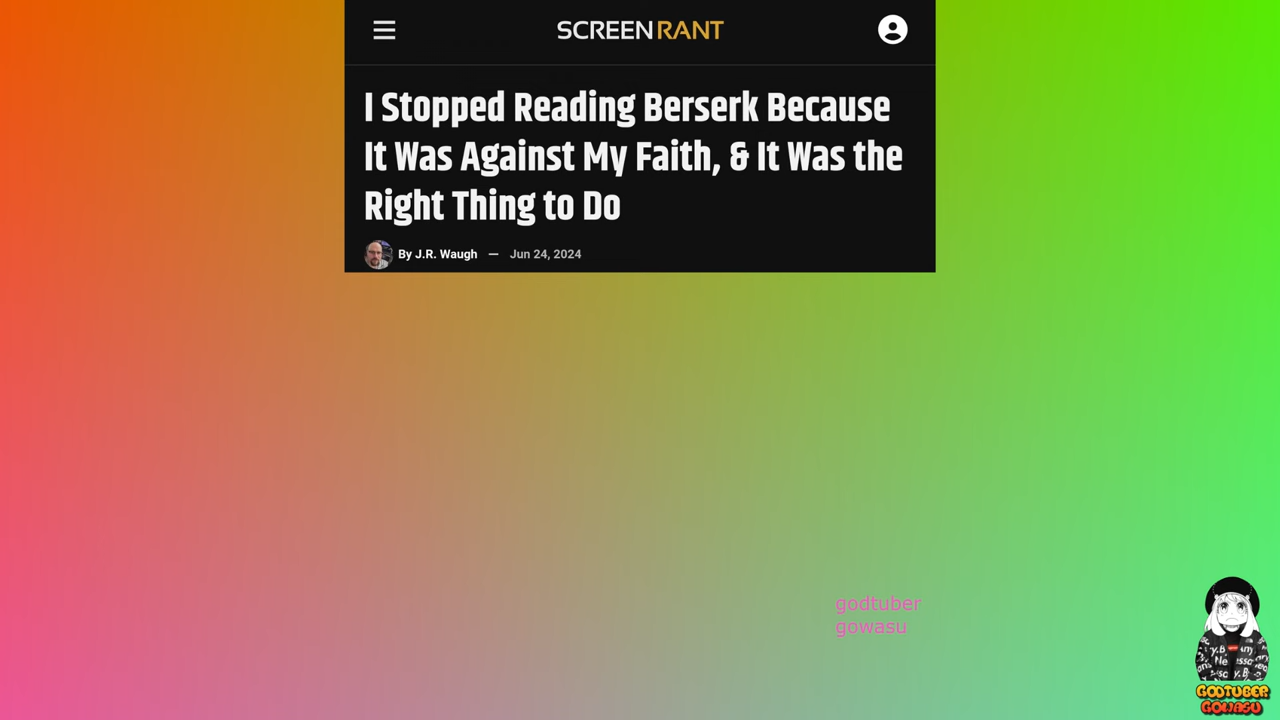 SCREENRANT
I Stopped Reading Berserk Because
It Was Against My Faith, & It Was the
Right Thing to Do
By J.R. Waugh — Jun 24, 2024
godtuber
gowasu
GODTUBER
GOWASU